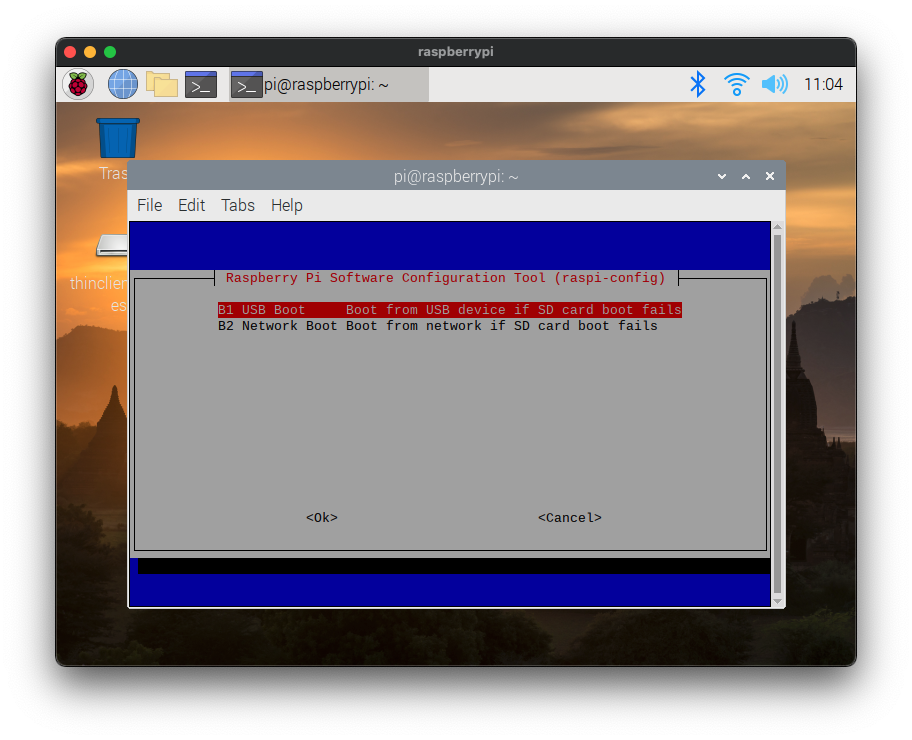 raspberrypi
pi@raspberrypi: ~
11:04
Tras
pi@raspberrypi: ~
File Edit Tabs Help
thinclien
es
Raspberry Pi Software Configuration Tool (raspi-config)
B1 USB Boot Boot from USB device if SD card boot fails
B2 Network Boot Boot from network if SD card boot fails
<Ok> <Cancel>